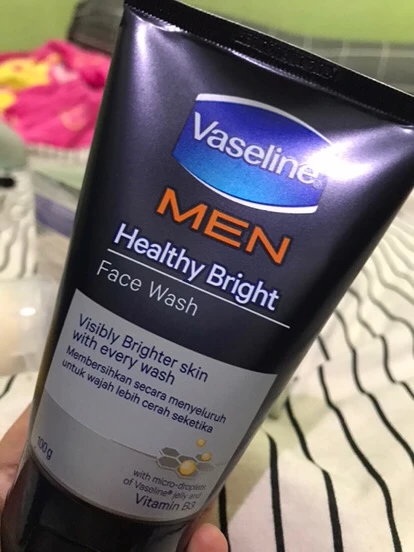 Vaseline
MEN
Healthy Bright
Face Wash
Visibly Brighter skin
with every wash
Membersihkan secara menyeluruh
untuk wajah lebih cerah seketika
100g
with micro-droplets
of Vaseline® jelly and
Vitamin B3